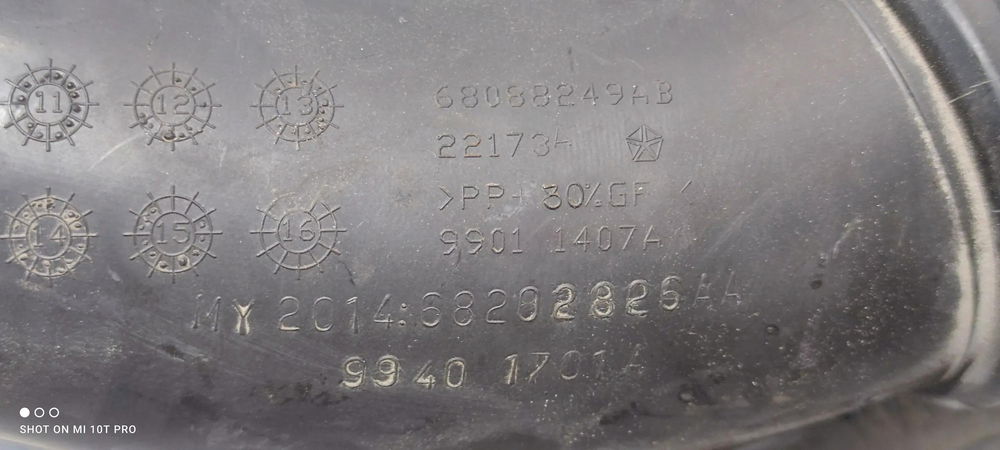 11 12 13
68088249AB
22173A
>PP+30%GF<
14 15 16
9901 1407A
MY 2014:68202826AA
9940 1701A
SHOT ON MI 10T PRO